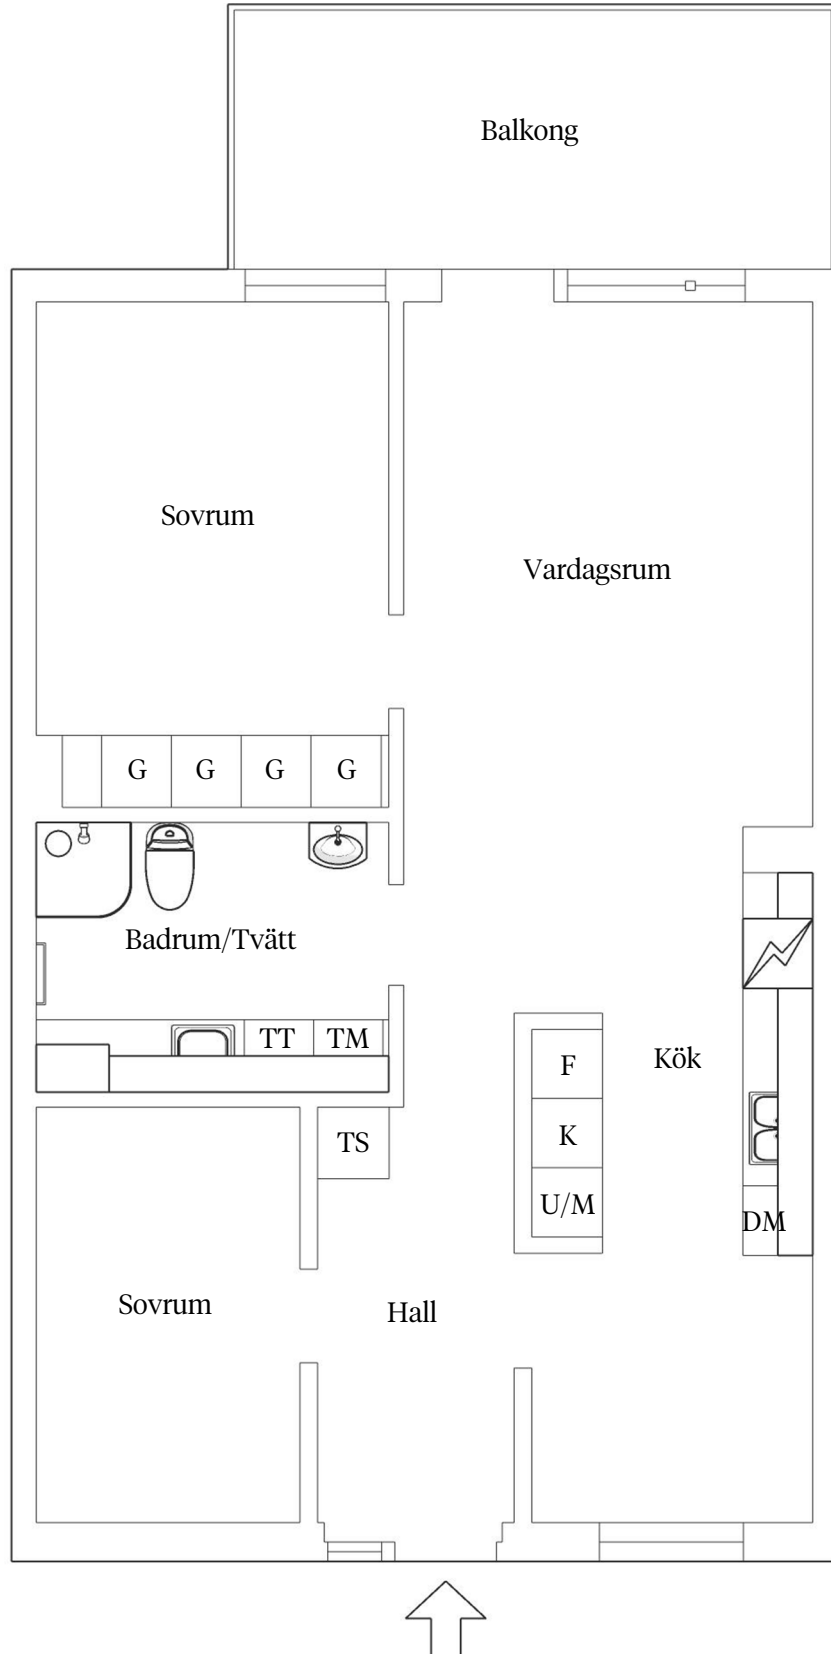 Balkong
Sovrum
Vardagsrum
G G G G
Badrum/Tvätt
TT TM
F
Kök
K
TS
U/M
DM
Sovrum
Hall